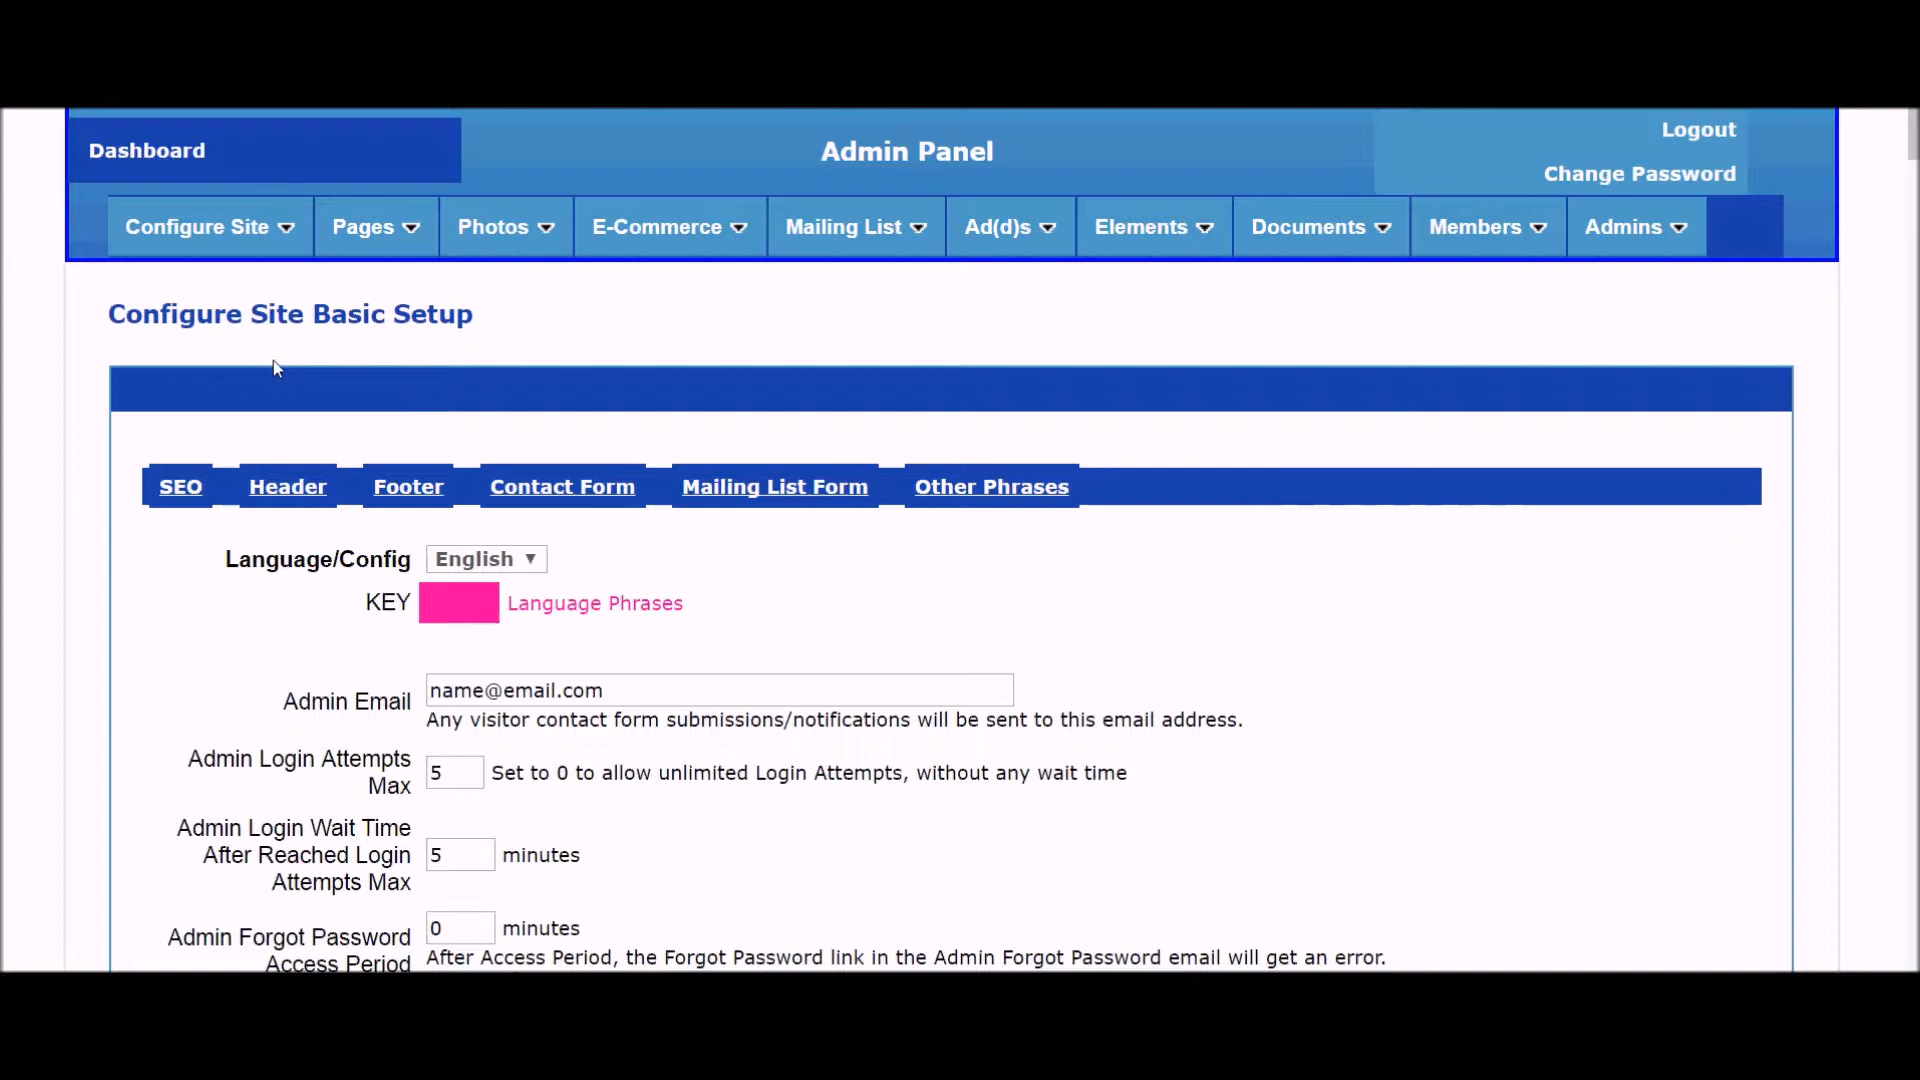 Dashboard
Admin Panel
Logout
Change Password
Configure Site
Pages
Photos
E-Commerce
Mailing List
Ad(d)s
Elements
Documents
Members
Admins
Configure Site Basic Setup
SEO
Header
Footer
Contact Form
Mailing List Form
Other Phrases
Language/Config
English
KEY
Language Phrases
Admin Email
name@email.com
Any visitor contact form submissions/notifications will be sent to this email address.
Admin Login Attempts
Max
5
Set to 0 to allow unlimited Login Attempts, without any wait time
Admin Login Wait Time
After Reached Login
Attempts Max
5
minutes
Admin Forgot Password
Access Period
0
minutes
After Access Period, the Forgot Password link in the Admin Forgot Password email will get an error.